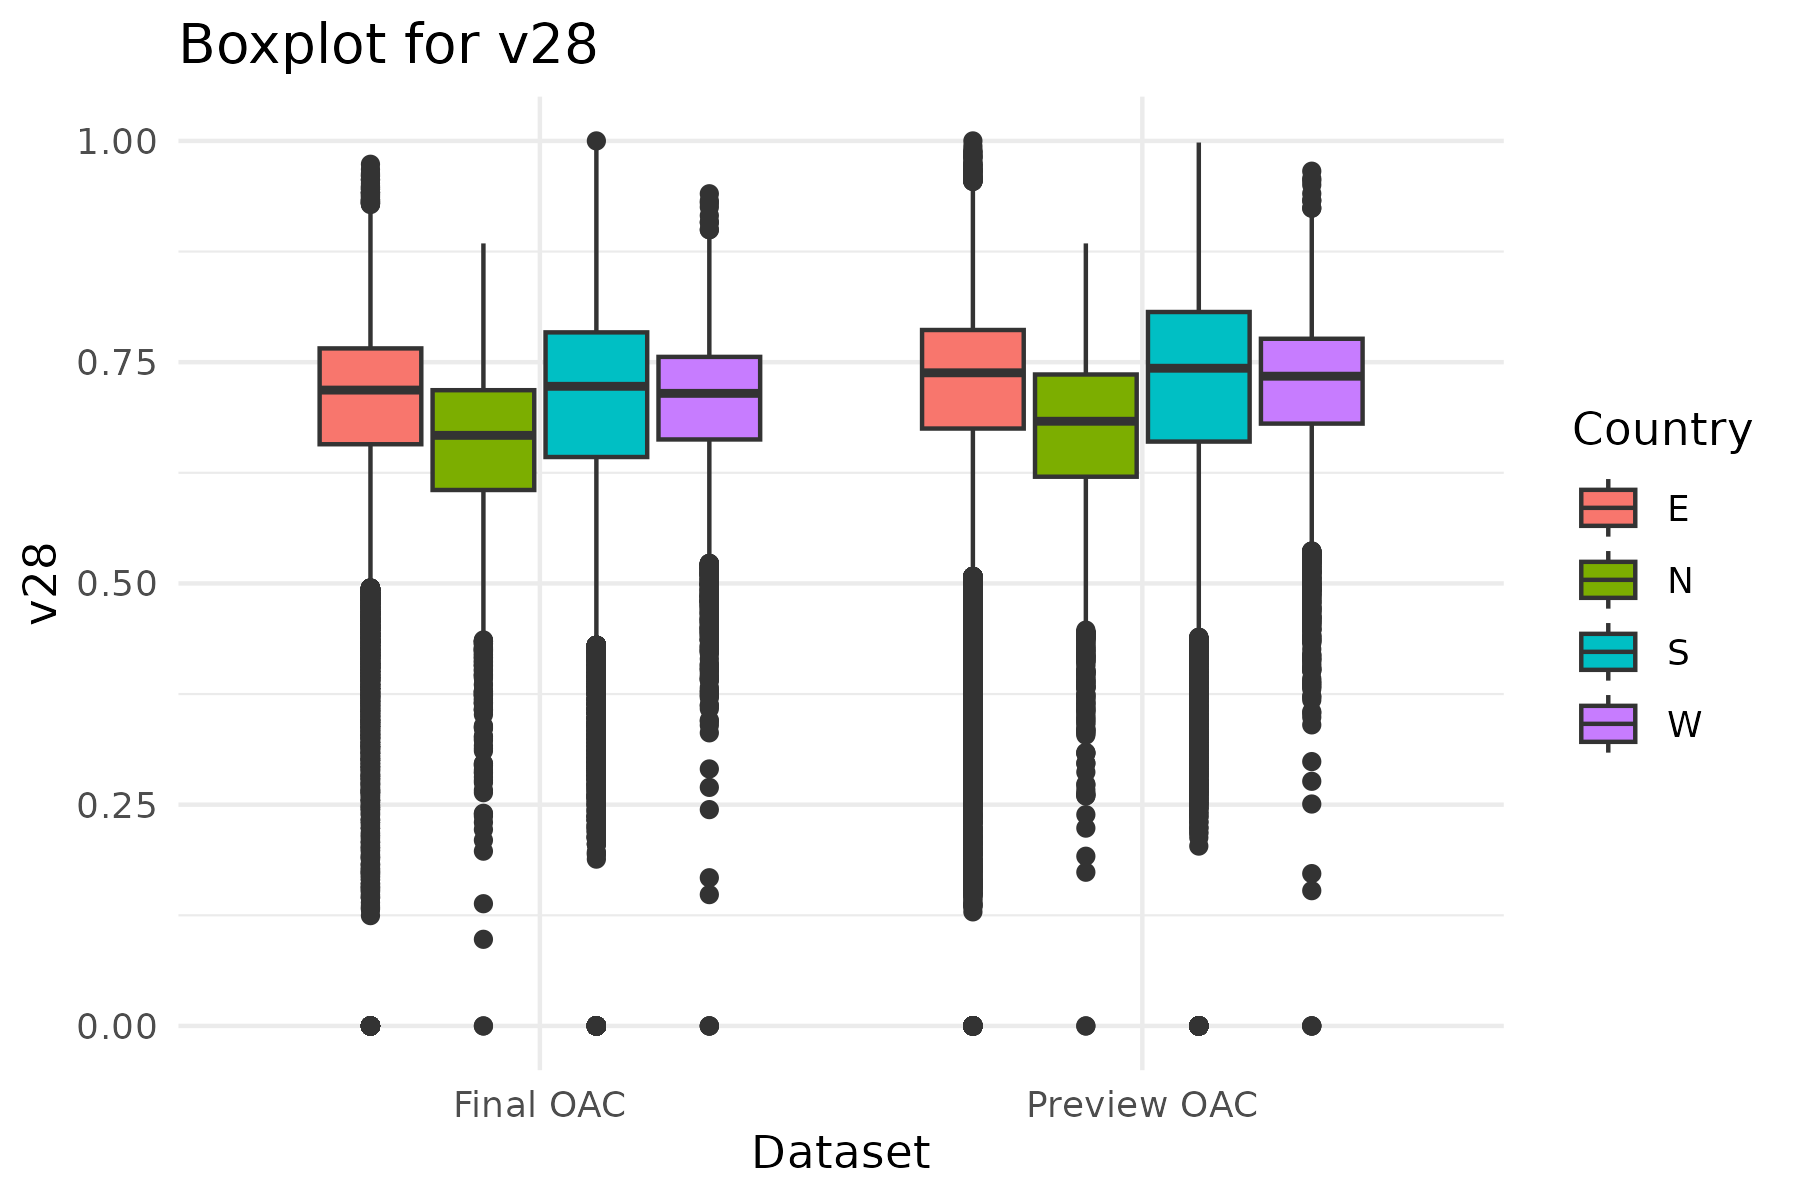 Boxplot for v28
1.00
0.75
0.50
0.25
0.00
v28
Final OAC
Preview OAC
Dataset
Country
E
N
S
W